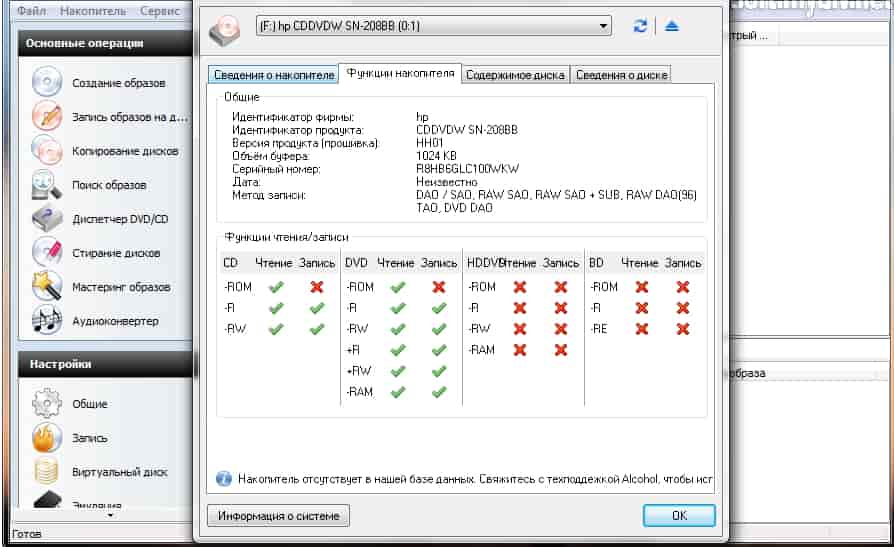 Файл Накопитель Сервис
Основные операции
Создание образов
Запись образов на д...
Копирование дисков
Поиск образов
Диспетчер DVD/CD
Стирание дисков
Мастеринг образов
Аудиоконвертер
Настройки
Общие
Запись
Виртуальный диск
Эмуляция
Готов
(F:) hp CDDVDW SN-208BB (0:1)
Сведения о накопителе Функции накопителя Содержимое диска Сведения о диске
Общие
Идентификатор фирмы: hp
Идентификатор продукта: CDDVDW SN-208BB
Версия продукта (прошивка): HH01
Объём буфера: 1024 KB
Серийный номер: R8HB6GLC100WKW
Дата: Неизвестно
Метод записи: DAO / SAO, RAW SAO, RAW SAO + SUB, RAW DAO(96)
TAO, DVD DAO
Функции чтения/записи
CD Чтение Запись DVD Чтение Запись HDDVD Чтение Запись BD Чтение Запись
-ROM -ROM -ROM -ROM
-R -R -R -R
-RW -RW -RW -RE
+R -RAM
+RW
-RAM
Накопитель отсутствует в нашей базе данных. Свяжитесь с техподдежкой Alcohol, чтобы ист
Информация о системе OK
трый ...
образа